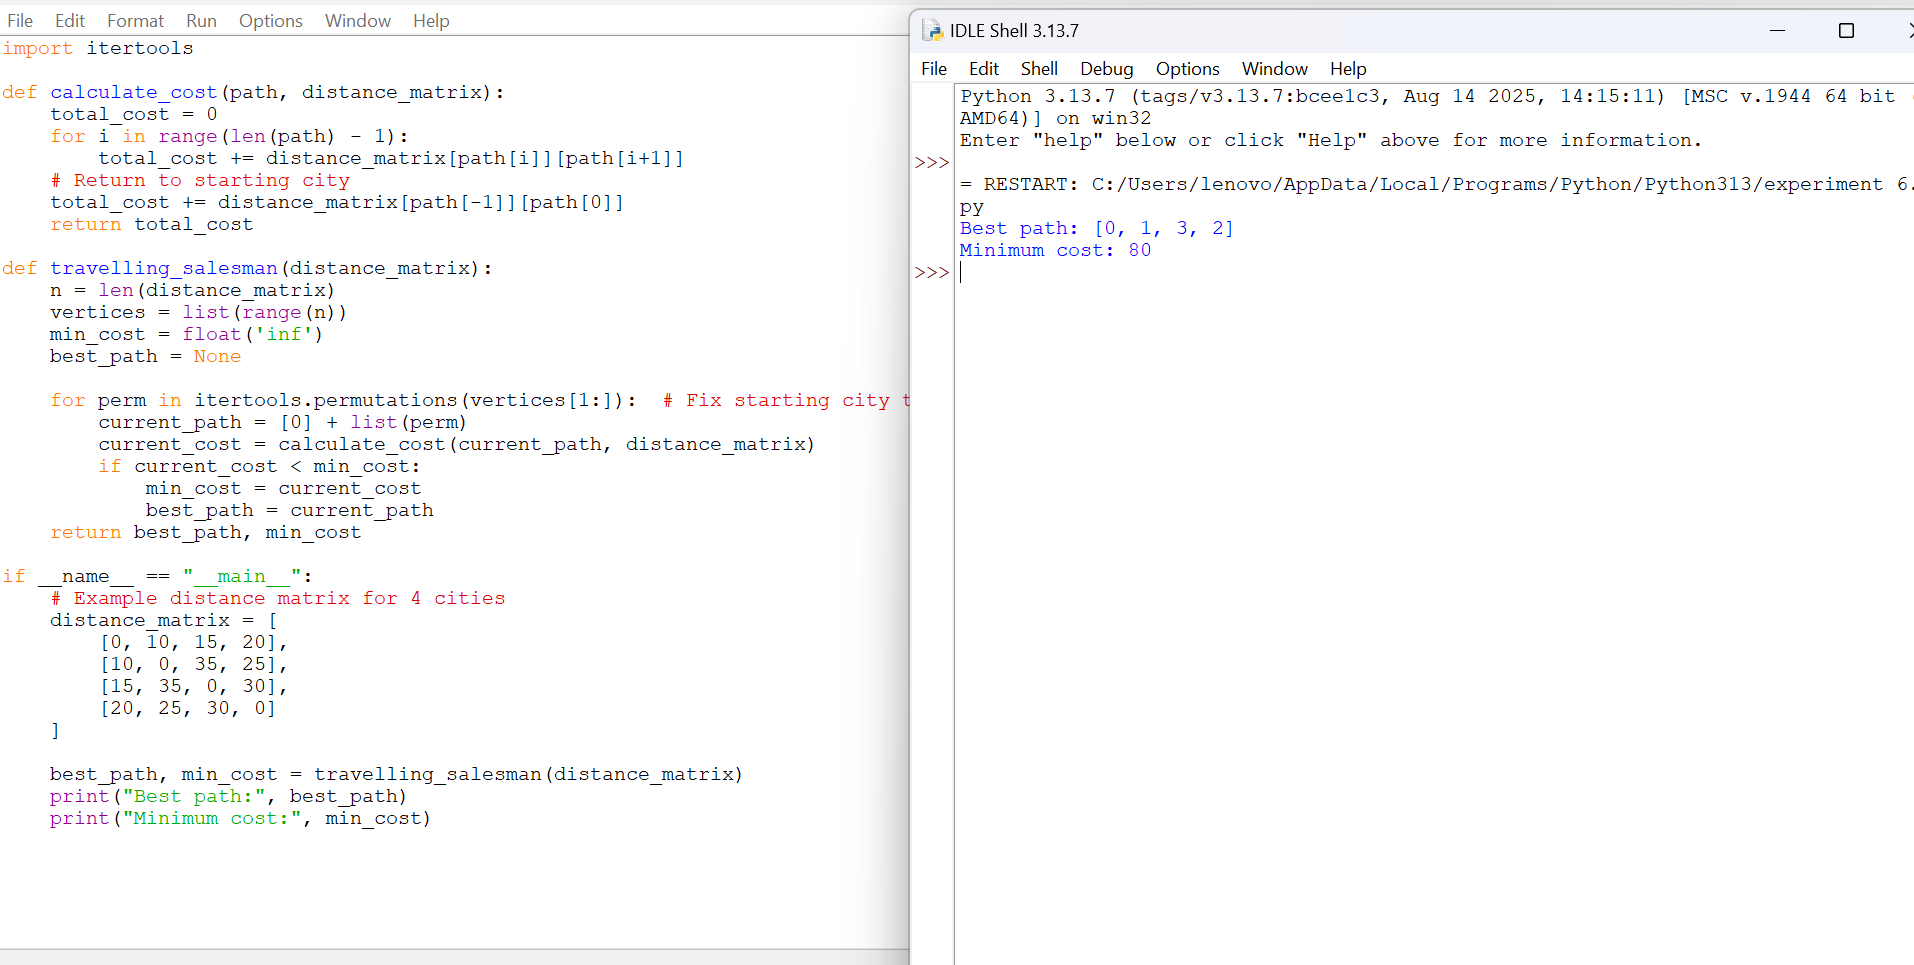 File Edit Format Run Options Window Help
import itertools
def calculate_cost(path, distance_matrix):
    total_cost = 0
    for i in range(len(path) - 1):
        total_cost += distance_matrix[path[i]][path[i+1]]
    # Return to starting city
    total_cost += distance_matrix[path[-1]][path[0]]
    return total_cost
def travelling_salesman(distance_matrix):
    n = len(distance_matrix)
    vertices = list(range(n))
    min_cost = float('inf')
    best_path = None
    for perm in itertools.permutations(vertices[1:]):  # Fix starting city
        current_path = [0] + list(perm)
        current_cost = calculate_cost(current_path, distance_matrix)
        if current_cost < min_cost:
            min_cost = current_cost
            best_path = current_path
    return best_path, min_cost
if __name__ == "__main__":
    # Example distance matrix for 4 cities
    distance_matrix = [
        [0, 10, 15, 20],
        [10, 0, 35, 25],
        [15, 35, 0, 30],
        [20, 25, 30, 0]
    ]
    best_path, min_cost = travelling_salesman(distance_matrix)
    print("Best path:", best_path)
    print("Minimum cost:", min_cost)
IDLE Shell 3.13.7
File Edit Shell Debug Options Window Help
Python 3.13.7 (tags/v3.13.7:bcee1c3, Aug 14 2025, 14:15:11) [MSC v.1944 64 bit (
AMD64)] on win32
Enter "help" below or click "Help" above for more information.
>>>
= RESTART: C:/Users/lenovo/AppData/Local/Programs/Python/Python313/experiment 6.
py
Best path: [0, 1, 3, 2]
Minimum cost: 80
>>>